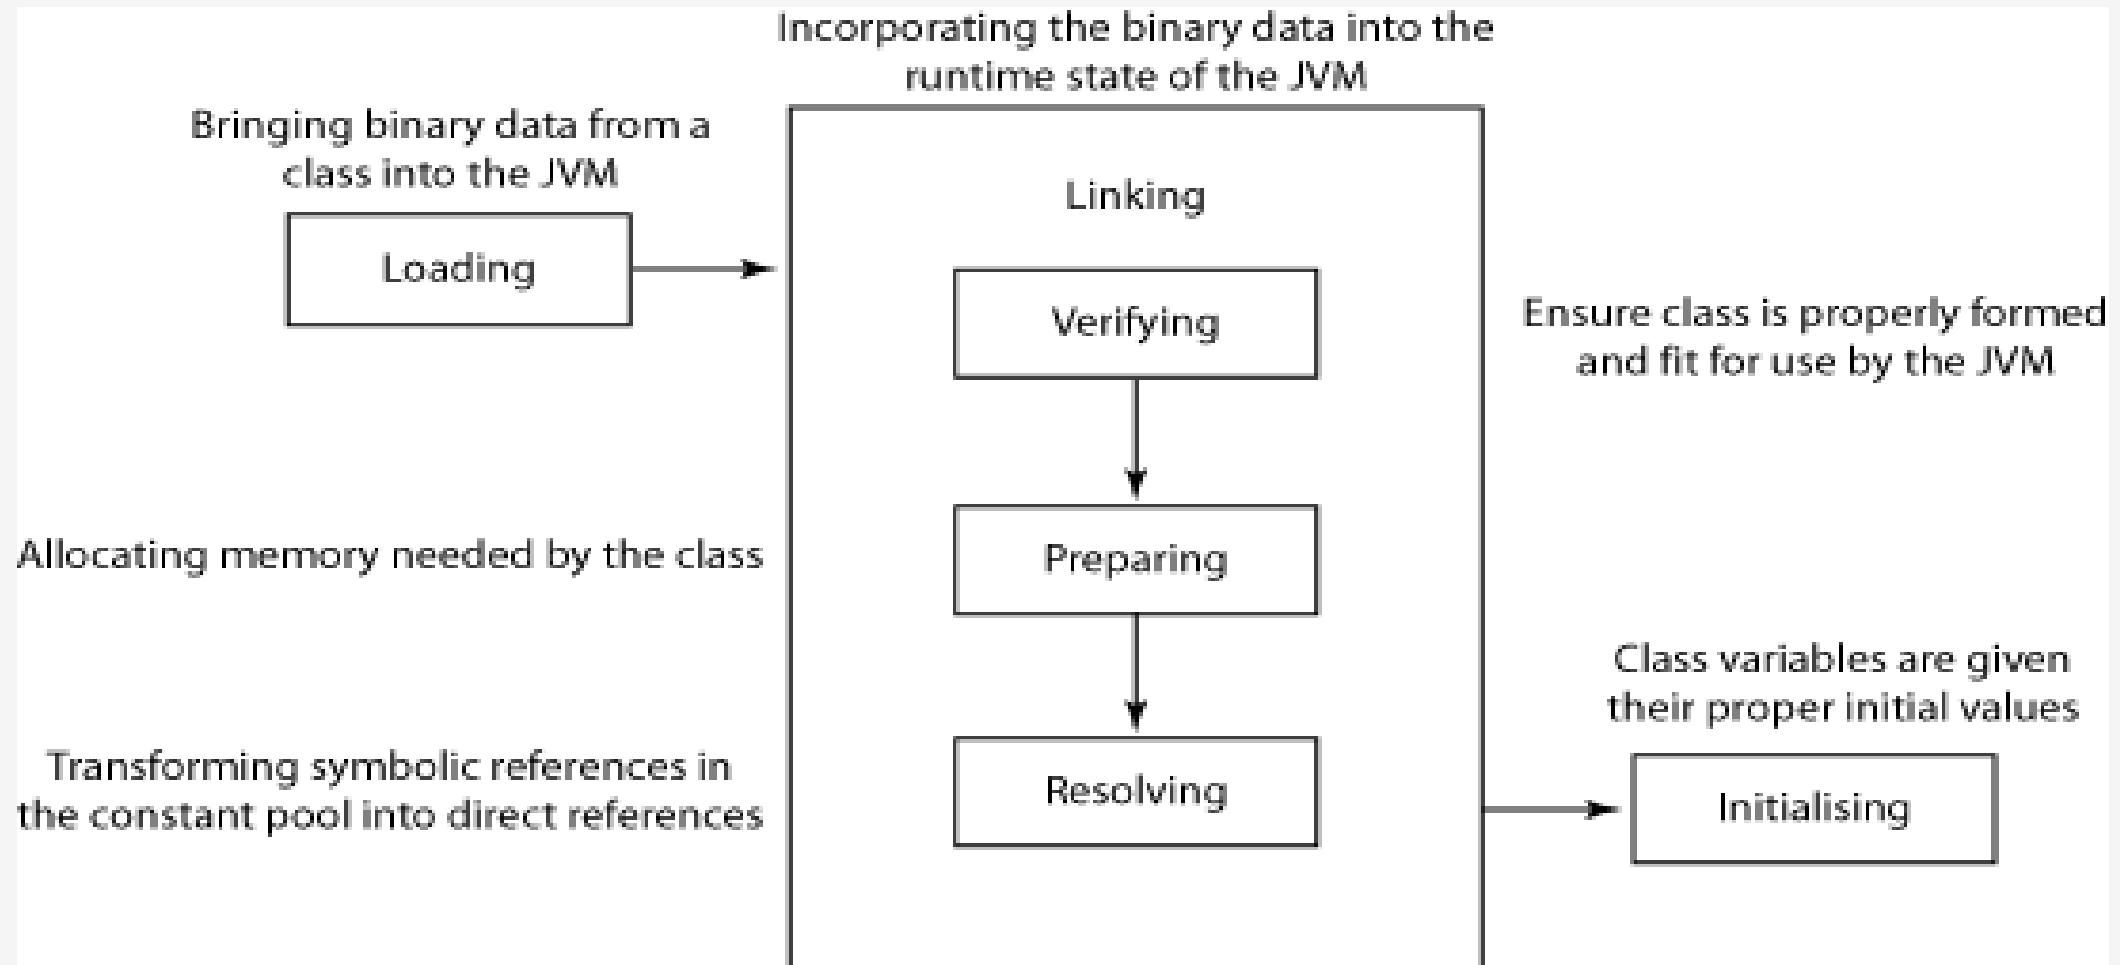 Incorporating the binary data into the
runtime state of the JVM
Bringing binary data from a
class into the JVM
Loading
Linking
Verifying
Ensure class is properly formed
and fit for use by the JVM
Allocating memory needed by the class
Preparing
Class variables are given
their proper initial values
Transforming symbolic references in
the constant pool into direct references
Resolving
Initialising